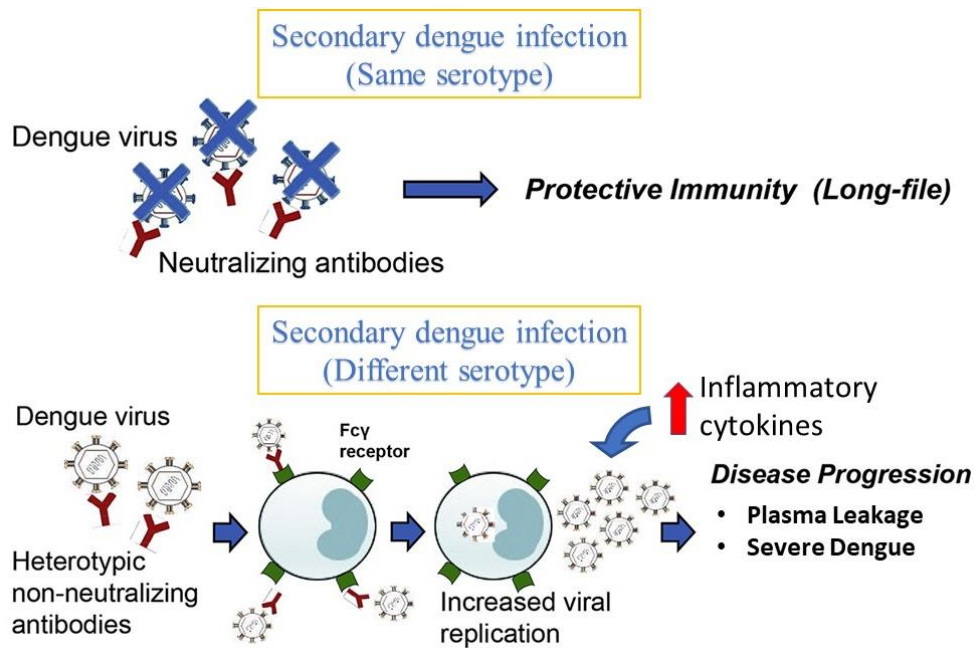 Secondary dengue infection
(Same serotype)
Dengue virus
Protective Immunity (Long-file)
Neutralizing antibodies
Secondary dengue infection
(Different serotype)
Inflammatory
cytokines
Dengue virus
Fcγ
receptor
Disease Progression
• Plasma Leakage
• Severe Dengue
Heterotypic
non-neutralizing
antibodies
Increased viral
replication